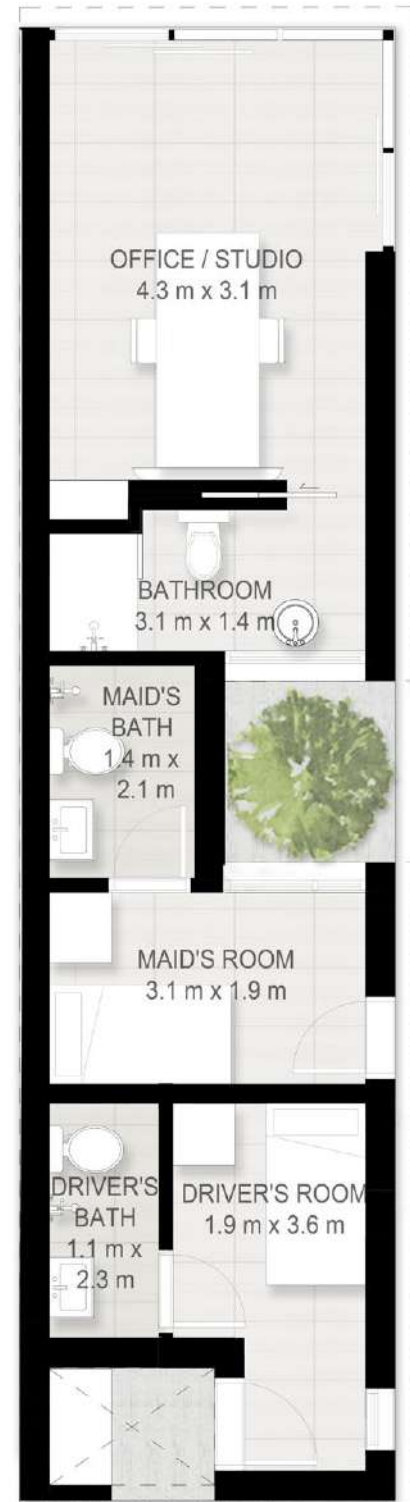 OFFICE / STUDIO
4.3 m x 3.1 m
BATHROOM
3.1 m x 1.4 m
MAID'S
BATH
1.4 m x
2.1 m
MAID'S ROOM
3.1 m x 1.9 m
DRIVER'S
BATH
1.1 m x
2.3 m
DRIVER'S ROOM
1.9 m x 3.6 m